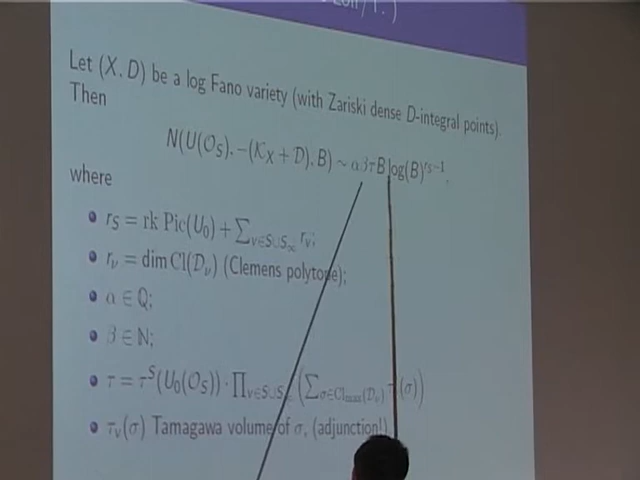 Let (X, D) be a log Fano variety (with Zariski dense D-integral points).
Then
N(U(O_S), −(K_X + D), B) ∼ αβτB log(B)^{r_S−1},
where
r_S = rk Pic(U_0) + ∑_{v∈S∪S_∞} r_v;
r_v = dim Cl(D_v) (Clemens polytope);
α ∈ Q;
β ∈ N;
τ = τ^S(U_0(O_S)) · ∏_{v∈S∪S_∞} (∑_{σ∈Cl_max(D_v)} τ_v(σ))
τ_v(σ) Tamagawa volume of σ, (adjunction!)